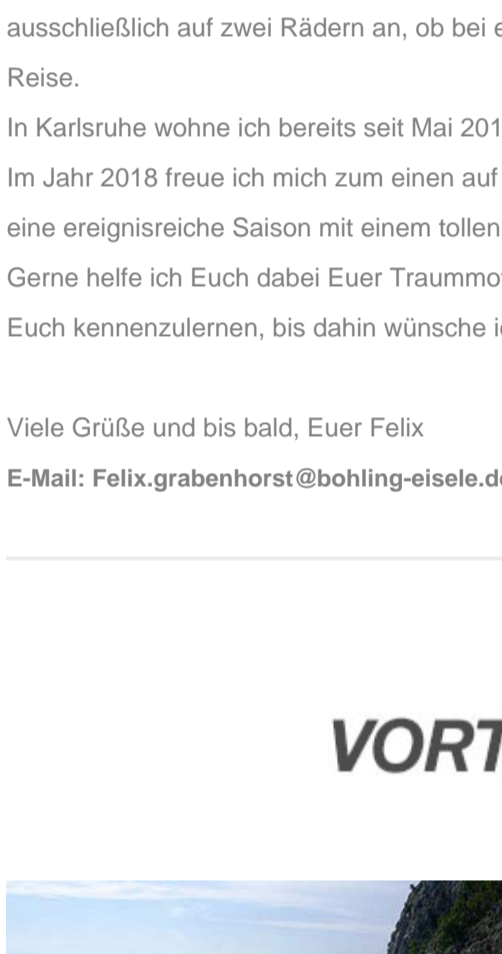 ausschließlich auf zwei Rädern an, ob bei
Reise.
In Karlsruhe wohne ich bereits seit Mai
Im Jahr 2018 freue ich mich zum einen auf
eine ereignisreiche Saison mit einem tollen
Gerne helfe ich Euch dabei Euer
Euch kennenzulernen, bis dahin wünsche
Viele Grüße und bis bald, Euer Felix
E-Mail: Felix.grabenhorst@bohling-eisele.d
VORT